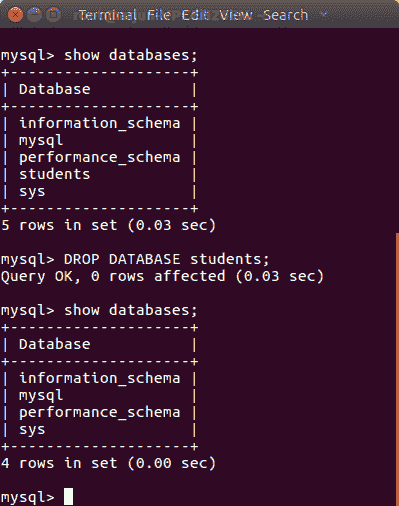 Terminal File Edit View Search
mysql> show databases;
+--------------------+
| Database           |
+--------------------+
| information_schema |
| mysql              |
| performance_schema |
| students           |
| sys                |
+--------------------+
5 rows in set (0.03 sec)
mysql> DROP DATABASE students;
Query OK, 0 rows affected (0.03 sec)
mysql> show databases;
+--------------------+
| Database           |
+--------------------+
| information_schema |
| mysql              |
| performance_schema |
| sys                |
+--------------------+
4 rows in set (0.00 sec)
mysql>